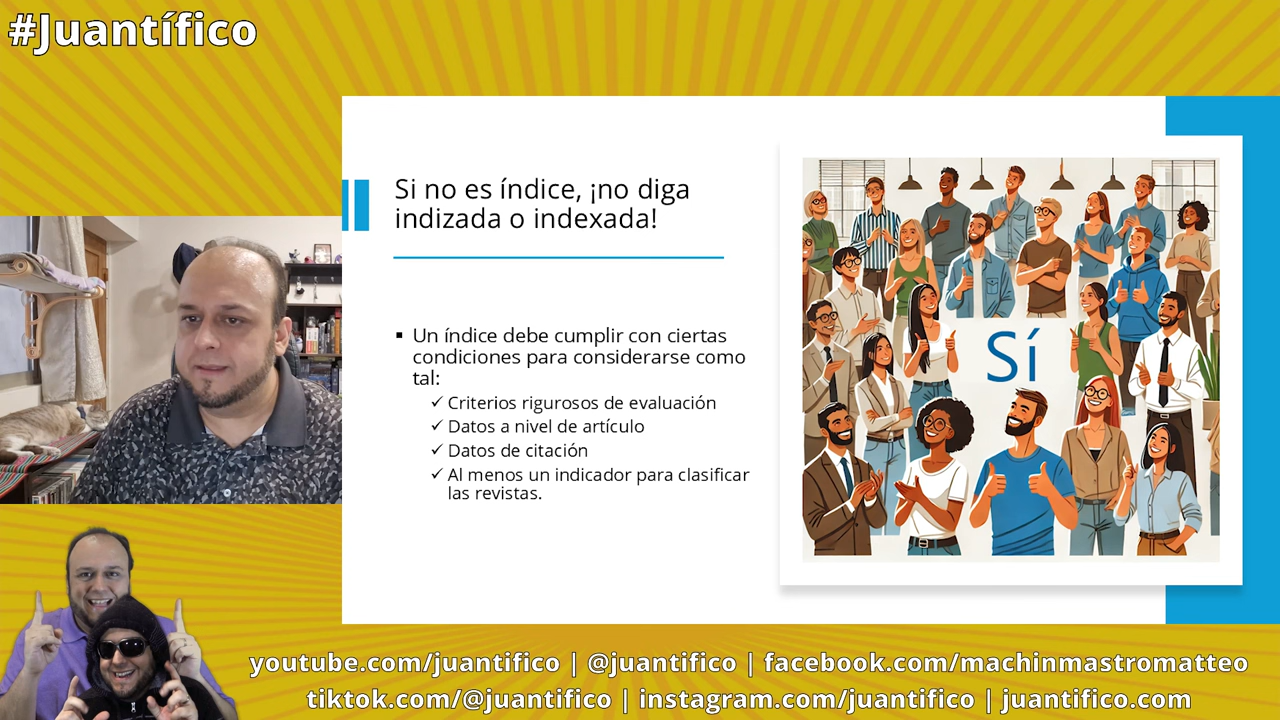 #Juantífico
Si no es índice, ¡no diga
indizada o indexada!
Un índice debe cumplir con ciertas
condiciones para considerarse como
tal:
Criterios rigurosos de evaluación
Datos a nivel de artículo
Datos de citación
Al menos un indicador para clasificar
las revistas.
Sí
youtube.com/juantifico | @juantifico | facebook.com/machinmastromatteo
tiktok.com/@juantifico | instagram.com/juantifico | juantifico.com